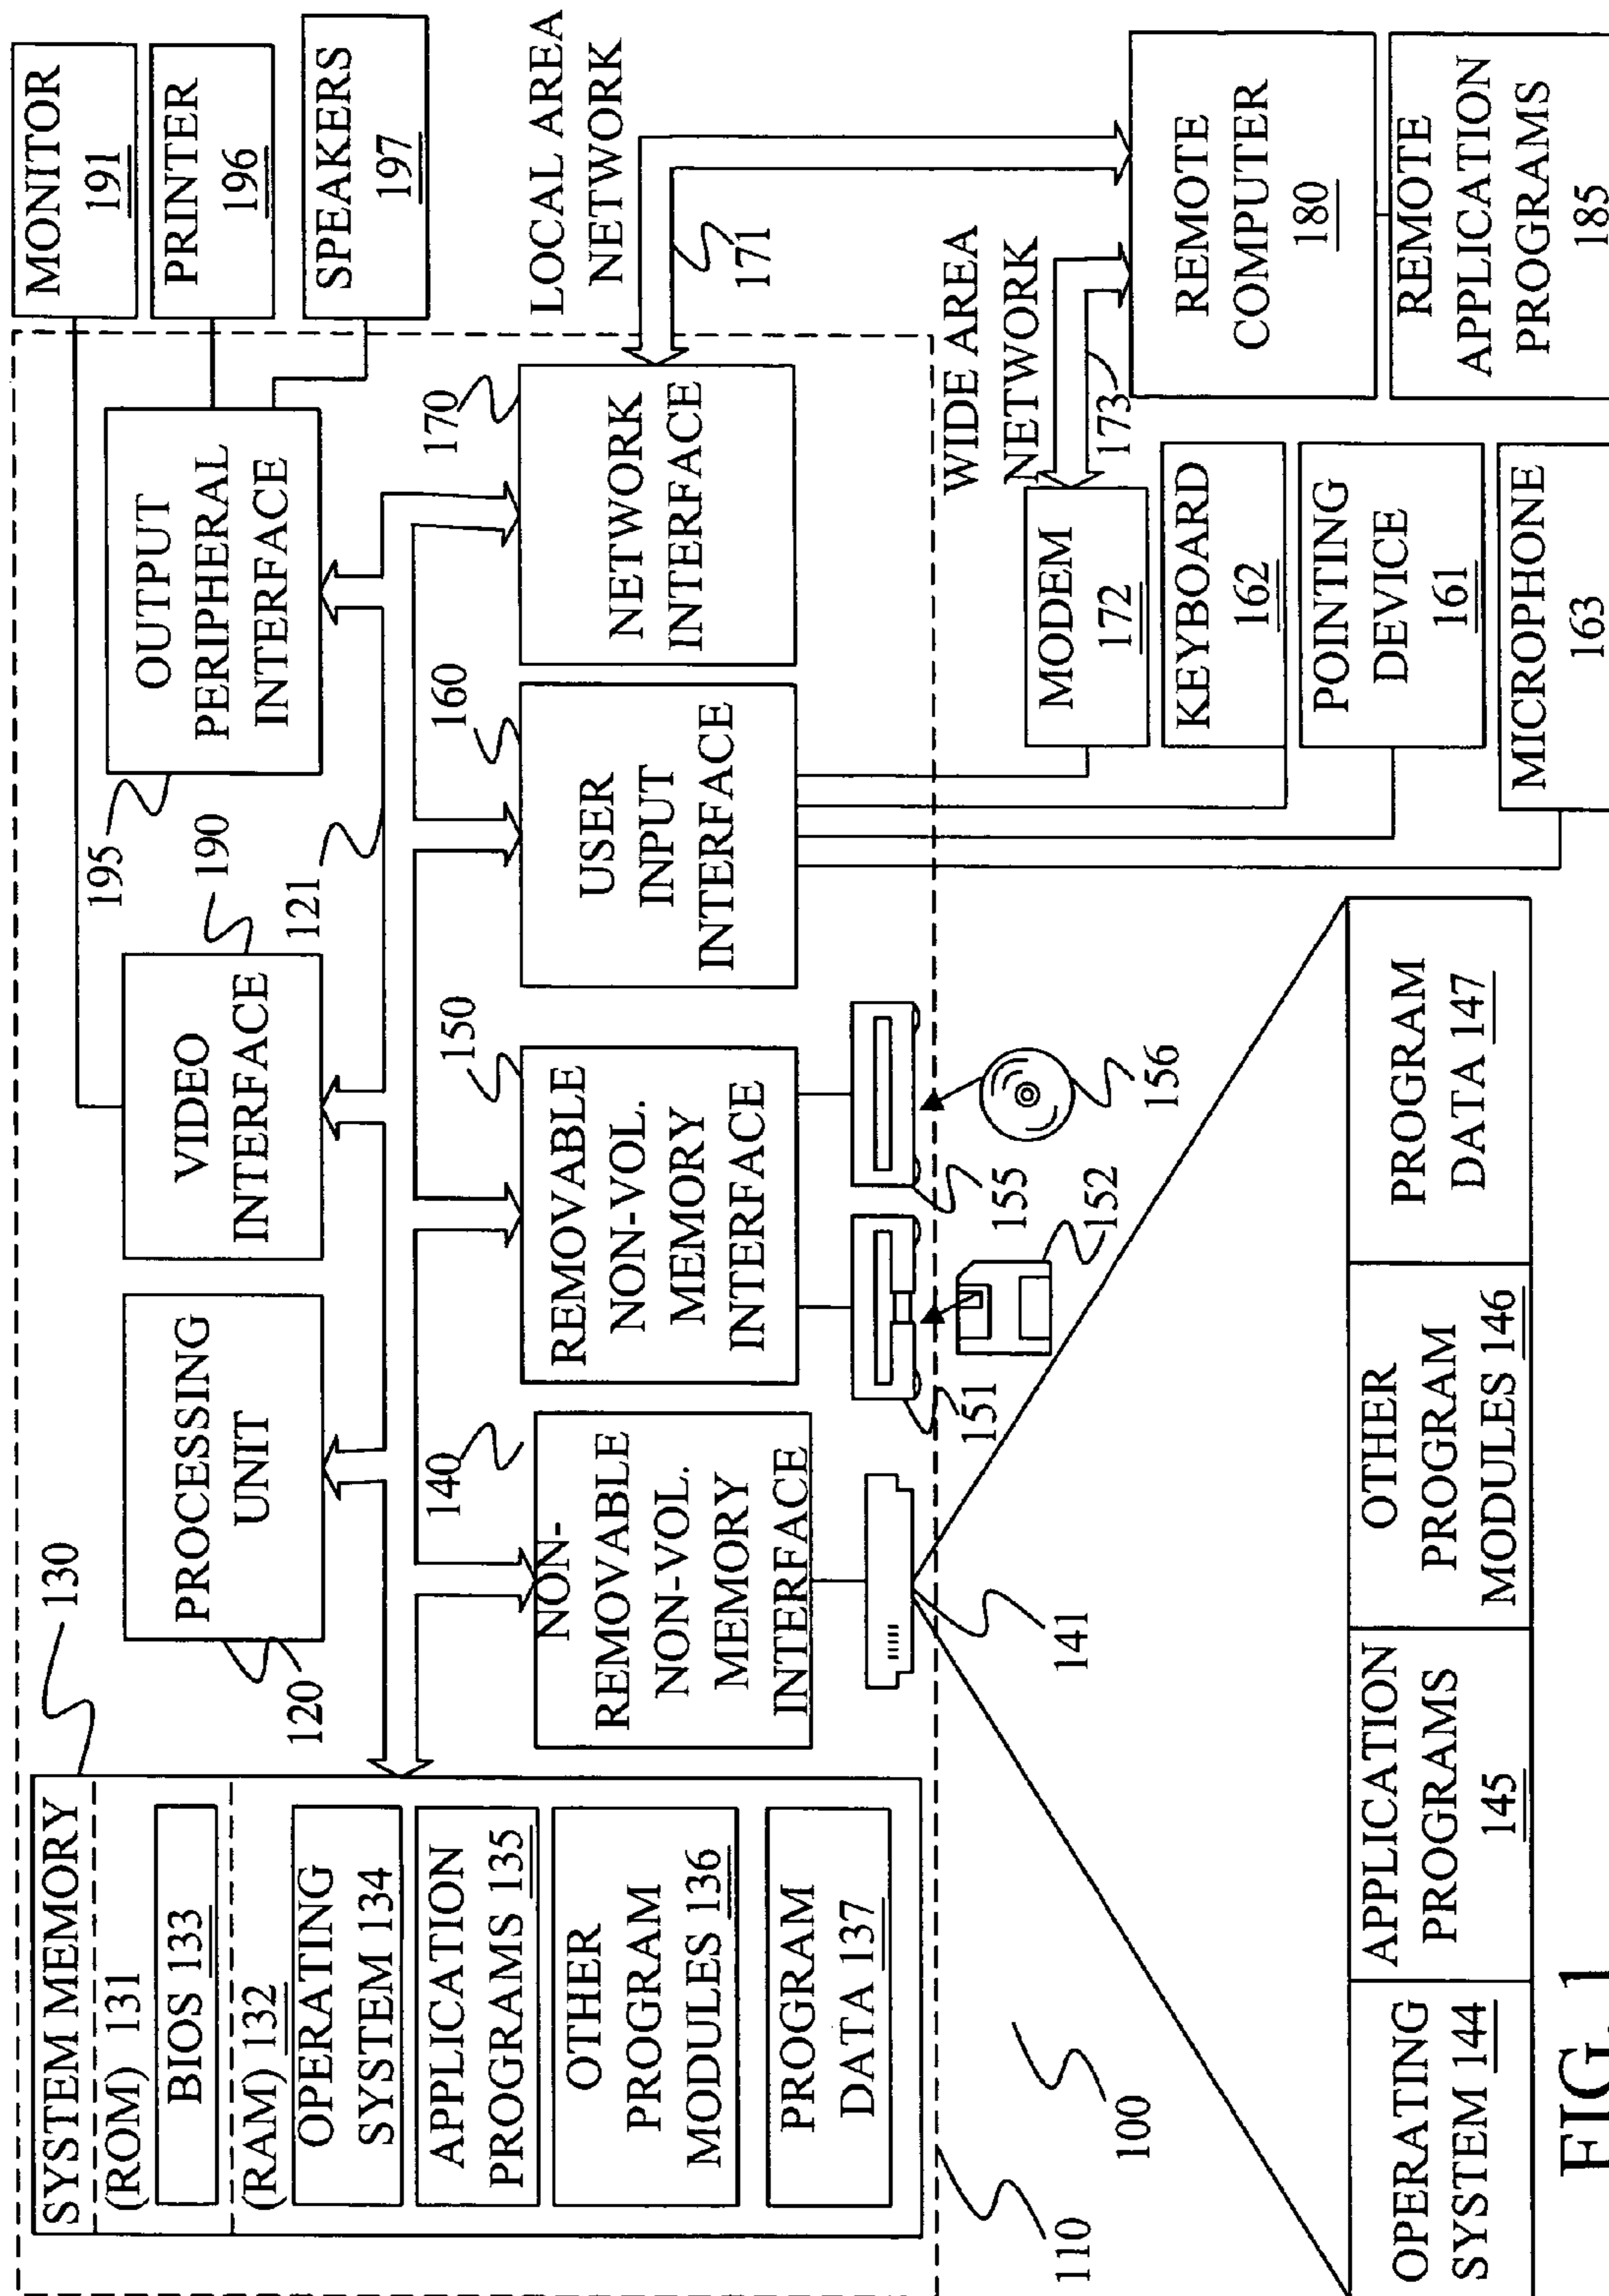 SYSTEM MEMORY
(ROM) 131
BIOS 133
(RAM) 132
OPERATING
SYSTEM 134
APPLICATION
PROGRAMS 135
OTHER
PROGRAM
MODULES 136
PROGRAM
DATA 137
130
PROCESSING
UNIT
120
VIDEO
INTERFACE
190
OUTPUT
PERIPHERAL
INTERFACE
195
121
MONITOR
191
PRINTER
196
SPEAKERS
197
140
NON-
REMOVABLE
NON-VOL.
MEMORY
INTERFACE
150
REMOVABLE
NON-VOL.
MEMORY
INTERFACE
160
USER
INPUT
INTERFACE
170
NETWORK
INTERFACE
LOCAL AREA
NETWORK
171
141
151
155
152
156
WIDE AREA
NETWORK
173
MODEM
172
KEYBOARD
162
POINTING
DEVICE
161
MICROPHONE
163
REMOTE
COMPUTER
180
REMOTE
APPLICATION
PROGRAMS
185
110
100
OPERATING
SYSTEM 144
APPLICATION
PROGRAMS
145
OTHER
PROGRAM
MODULES 146
PROGRAM
DATA 147
FIG. 1